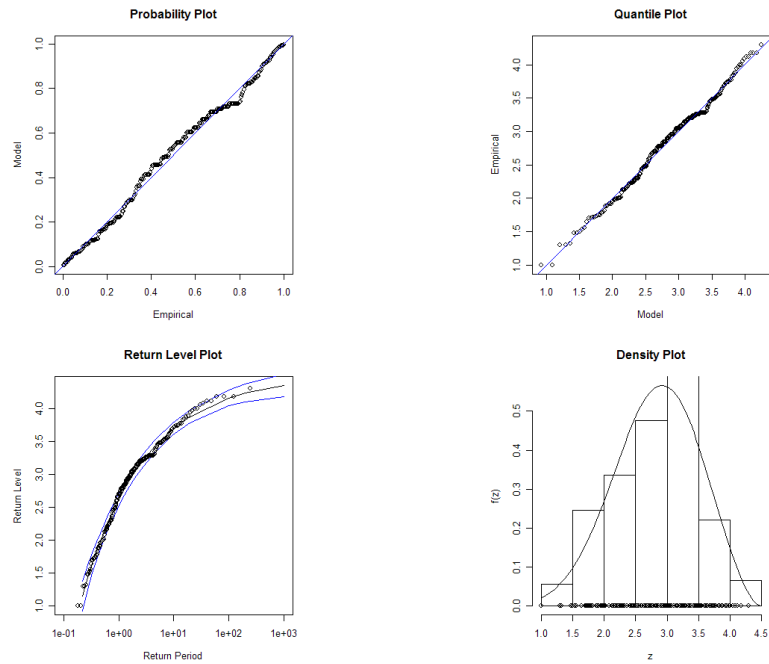 Probability Plot
Model
0.0 0.2 0.4 0.6 0.8 1.0
0.0 0.2 0.4 0.6 0.8 1.0
Empirical
Quantile Plot
Empirical
1.0 1.5 2.0 2.5 3.0 3.5 4.0
1.0 1.5 2.0 2.5 3.0 3.5 4.0
Model
Return Level Plot
Return Level
1.0 1.5 2.0 2.5 3.0 3.5 4.0
1e-01 1e+00 1e+01 1e+02 1e+03
Return Period
Density Plot
f(z)
0.0 0.1 0.2 0.3 0.4 0.5
1.0 1.5 2.0 2.5 3.0 3.5 4.0 4.5
z